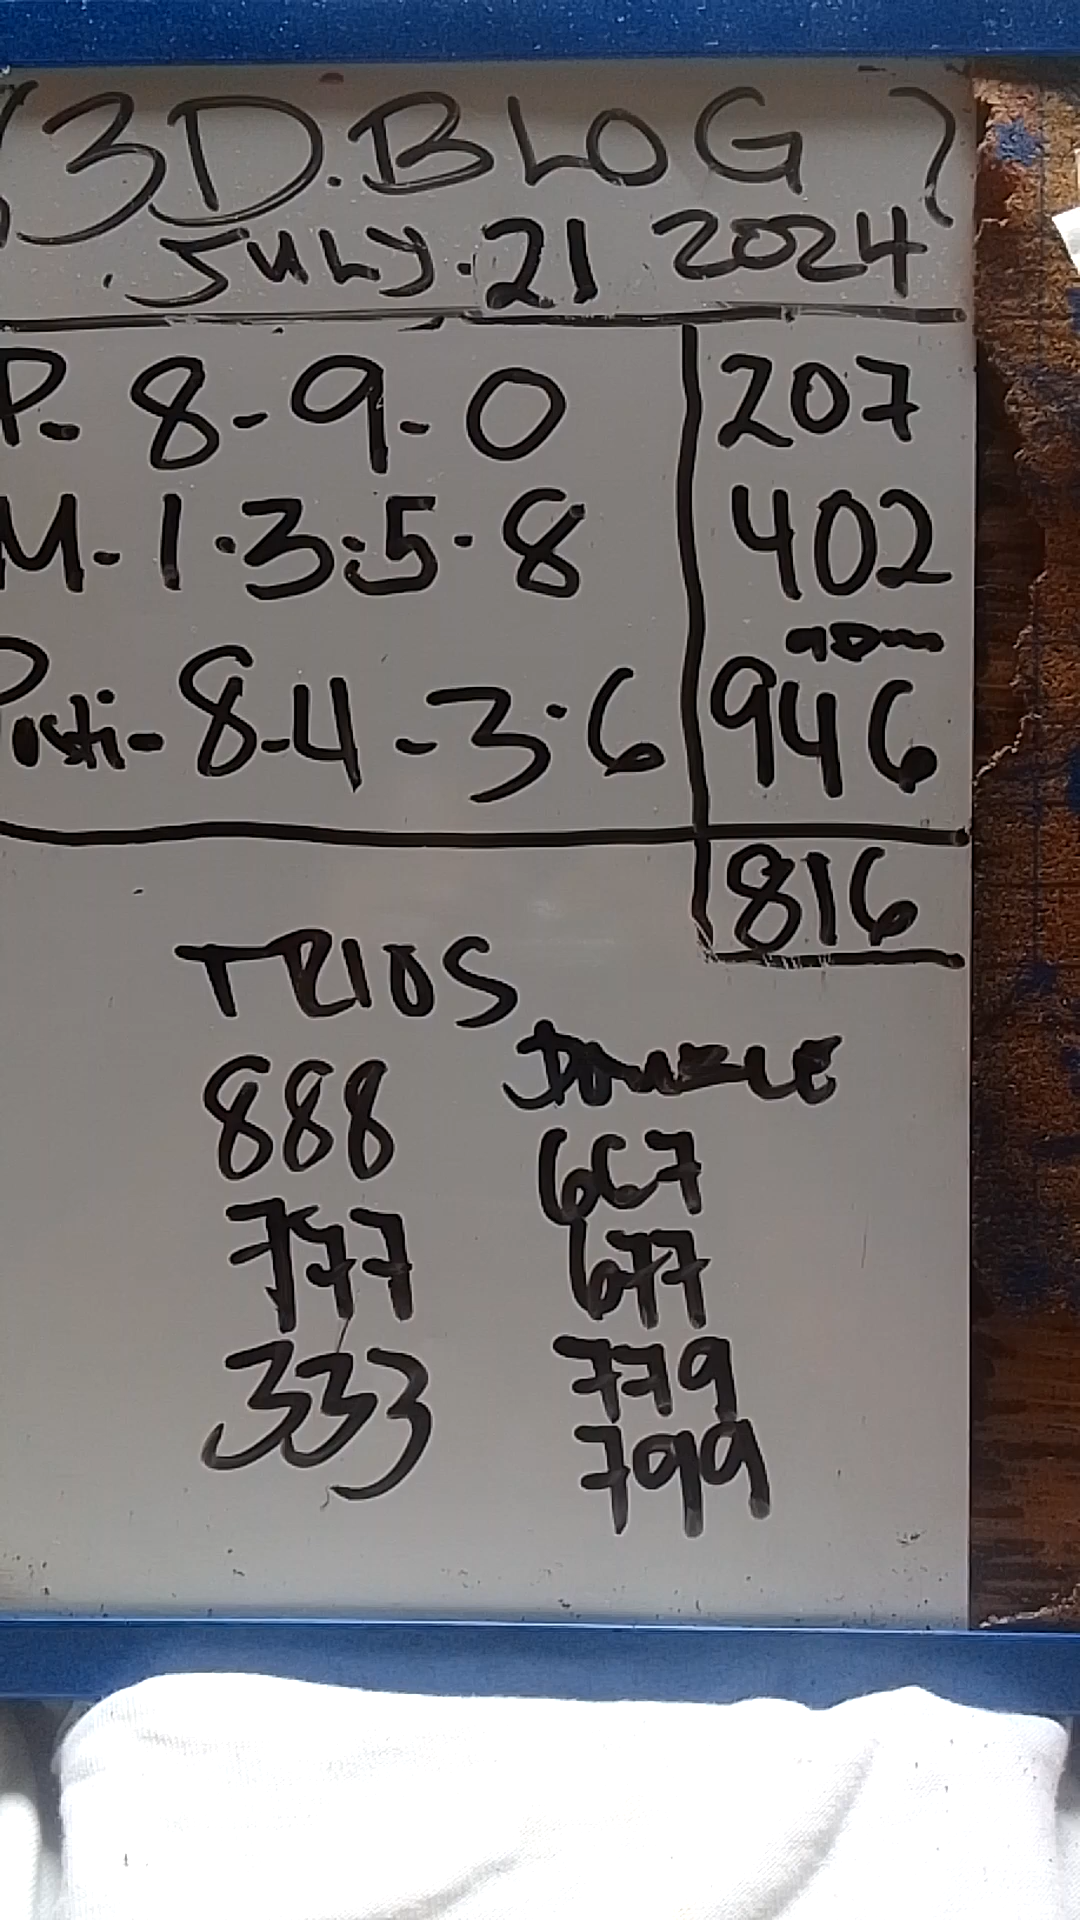 (3D.BLOG)
JULY.21 2024
P- 8-9-0
207
M-1.3.5.8
402
Posti-8-4-3.6
946
816
TRIOS
DOUBLE
888
667
777
677
333
779
799